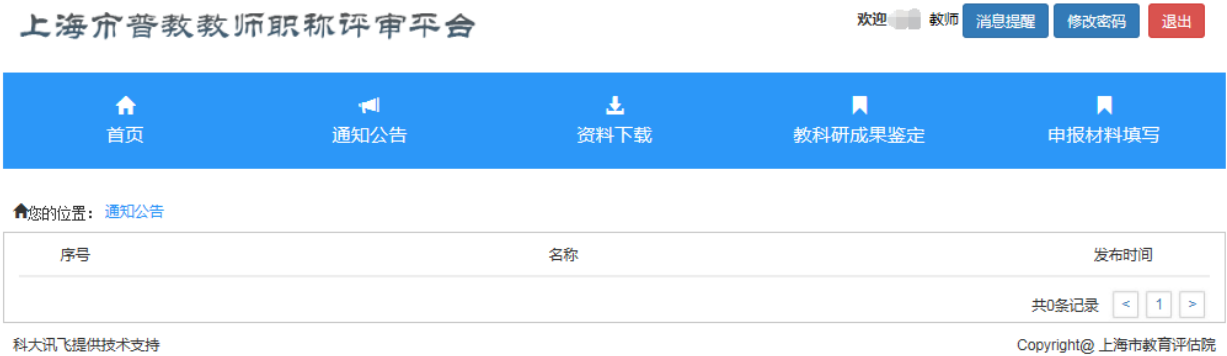 上海市普教教师职称评审平台
欢迎 教师 消息提醒 修改密码 退出
首页 通知公告 资料下载 教科研成果鉴定 申报材料填写
您的位置： 通知公告
序号 名称 发布时间
共0条记录 < 1 >
科大讯飞提供技术支持 Copyright@ 上海市教育评估院